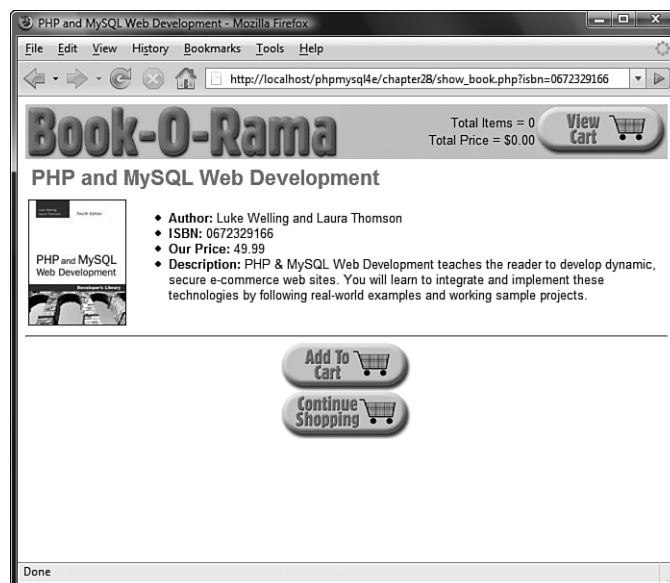 PHP and MySQL Web Development - Mozilla Firefox
File Edit View History Bookmarks Tools Help
http://localhost/phpmysql4e/chapter28/show_book.php?isbn=0672329166
Book-O-Rama
Total Items = 0
Total Price = $0.00
View
Cart
PHP and MySQL Web Development
Luke Welling
Laura Thomson
Fourth Edition
PHP and MySQL
Web Development
Developer's Library
Author: Luke Welling and Laura Thomson
ISBN: 0672329166
Our Price: 49.99
Description: PHP & MySQL Web Development teaches the reader to develop dynamic,
secure e-commerce web sites. You will learn to integrate and implement these
technologies by following real-world examples and working sample projects.
Add To
Cart
Continue
Shopping
Done